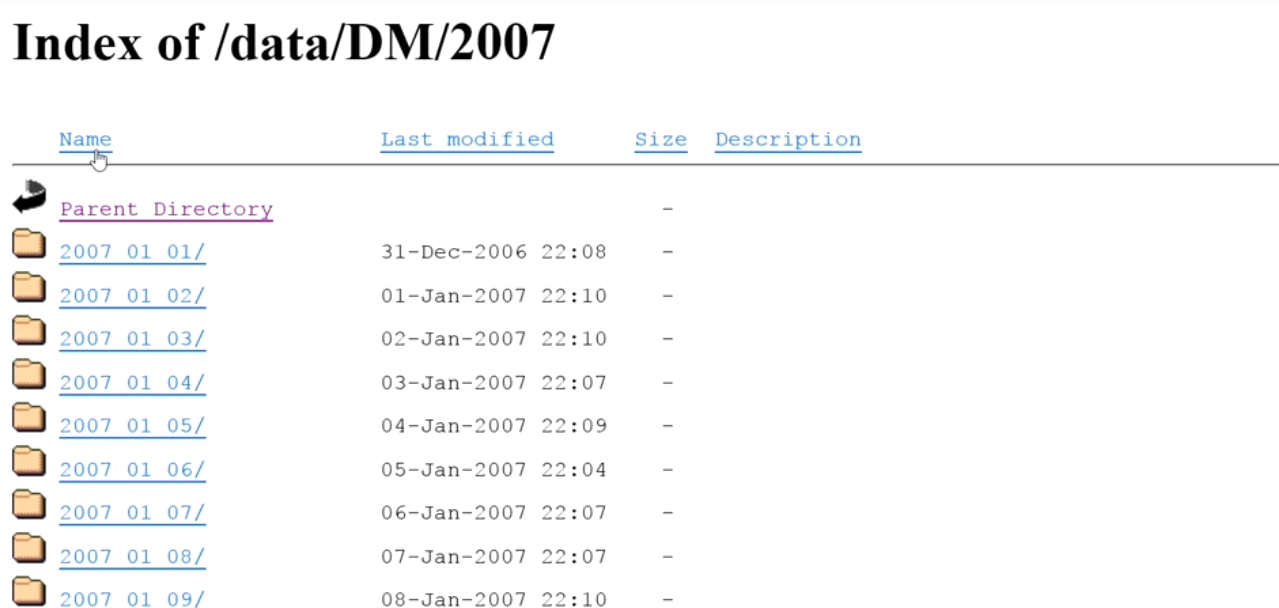 Index of /data/DM/2007
Name Last modified Size Description
Parent Directory -
2007 01 01/ 31-Dec-2006 22:08 -
2007 01 02/ 01-Jan-2007 22:10 -
2007 01 03/ 02-Jan-2007 22:10 -
2007 01 04/ 03-Jan-2007 22:07 -
2007 01 05/ 04-Jan-2007 22:09 -
2007 01 06/ 05-Jan-2007 22:04 -
2007 01 07/ 06-Jan-2007 22:07 -
2007 01 08/ 07-Jan-2007 22:07 -
2007 01 09/ 08-Jan-2007 22:10 -